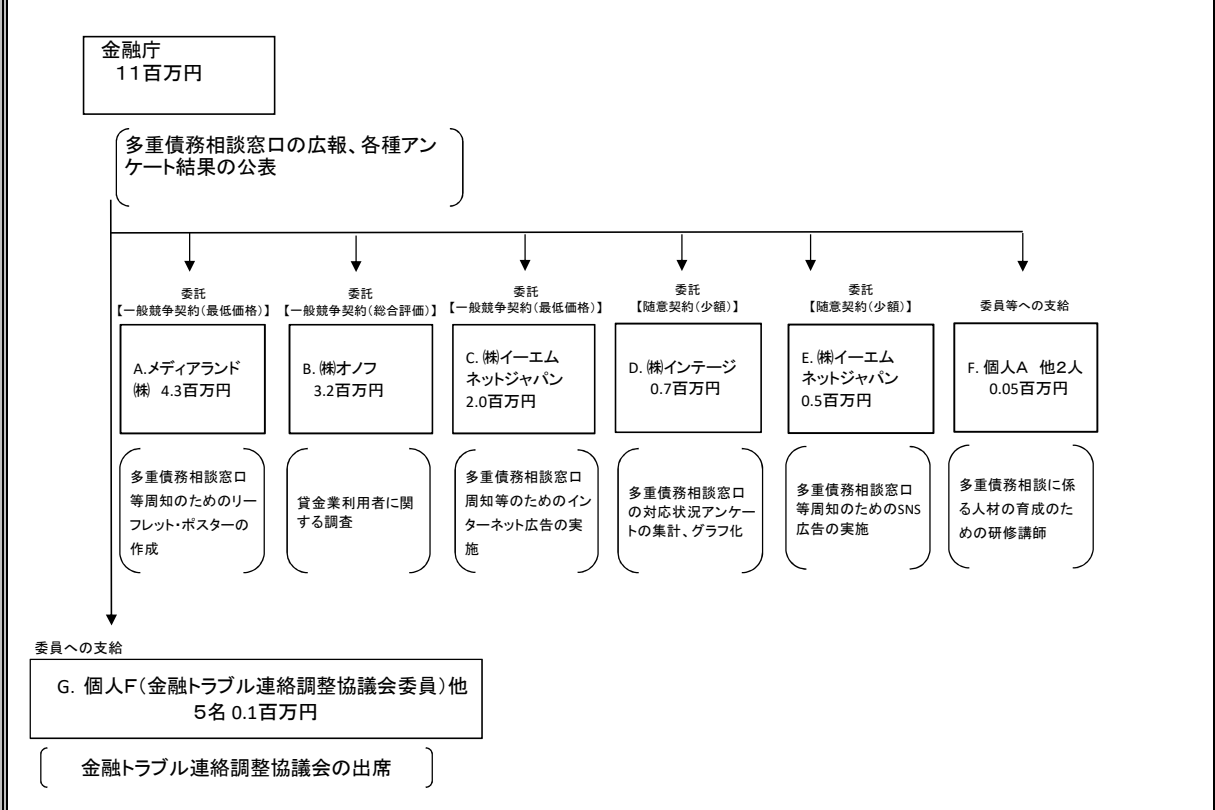 金融庁
11百万円
多重債務相談窓口の広報、各種アン
ケート結果の公表
委託
【一般競争契約(最低価格)】
委託
【一般競争契約(総合評価)】
委託
【一般競争契約(最低価格)】
委託
【随意契約(少額)】
委託
【随意契約(少額)】
委員等への支給
A.メディアランド
㈱ 4.3百万円
B. ㈱オノフ
3.2百万円
C. ㈱イーエム
ネットジャパン
2.0百万円
D. ㈱インテージ
0.7百万円
E. ㈱イーエム
ネットジャパン
0.5百万円
F. 個人A 他2人
0.05百万円
多重債務相談窓口
等周知のためのリー
フレット・ポスターの
作成
貸金業利用者に関
する調査
多重債務相談窓口
周知等のためのイン
ターネット広告の実
施
多重債務相談窓口
の対応状況アンケー
トの集計、グラフ化
多重債務相談窓口
等周知のためのSNS
広告の実施
多重債務相談に係
る人材の育成のた
めの研修講師
委員への支給
G. 個人F(金融トラブル連絡調整協議会委員)他
5名 0.1百万円
金融トラブル連絡調整協議会の出席